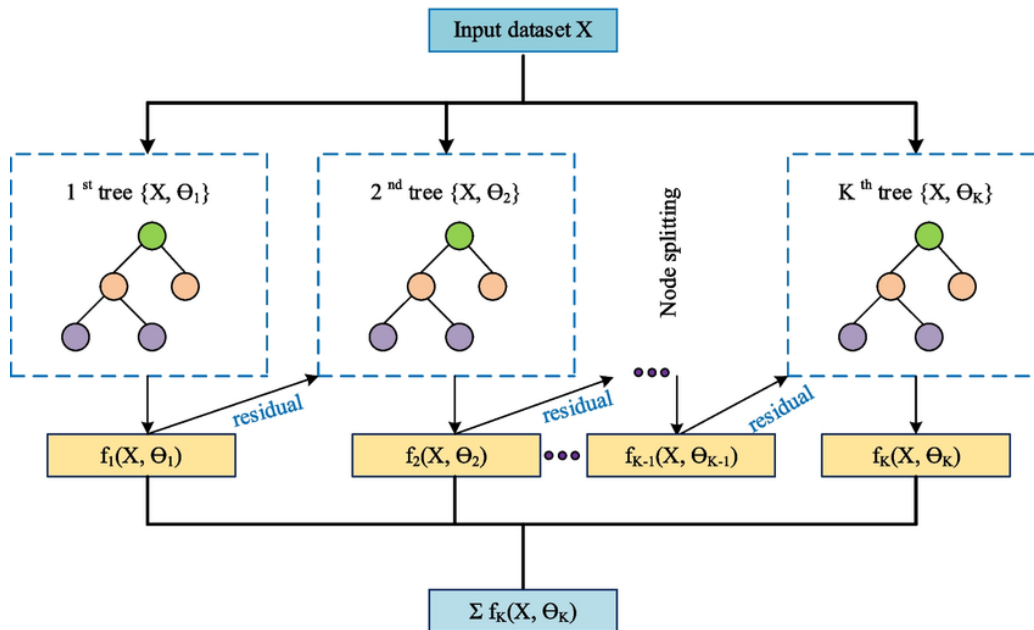 Input dataset X
1 st tree {X, Θ1}
2 nd tree {X, Θ2}
Node splitting
K th tree {X, ΘK}
residual
residual
residual
f1(X, Θ1)
f2(X, Θ2)
fK-1(X, ΘK-1)
fK(X, ΘK)
Σ fK(X, ΘK)